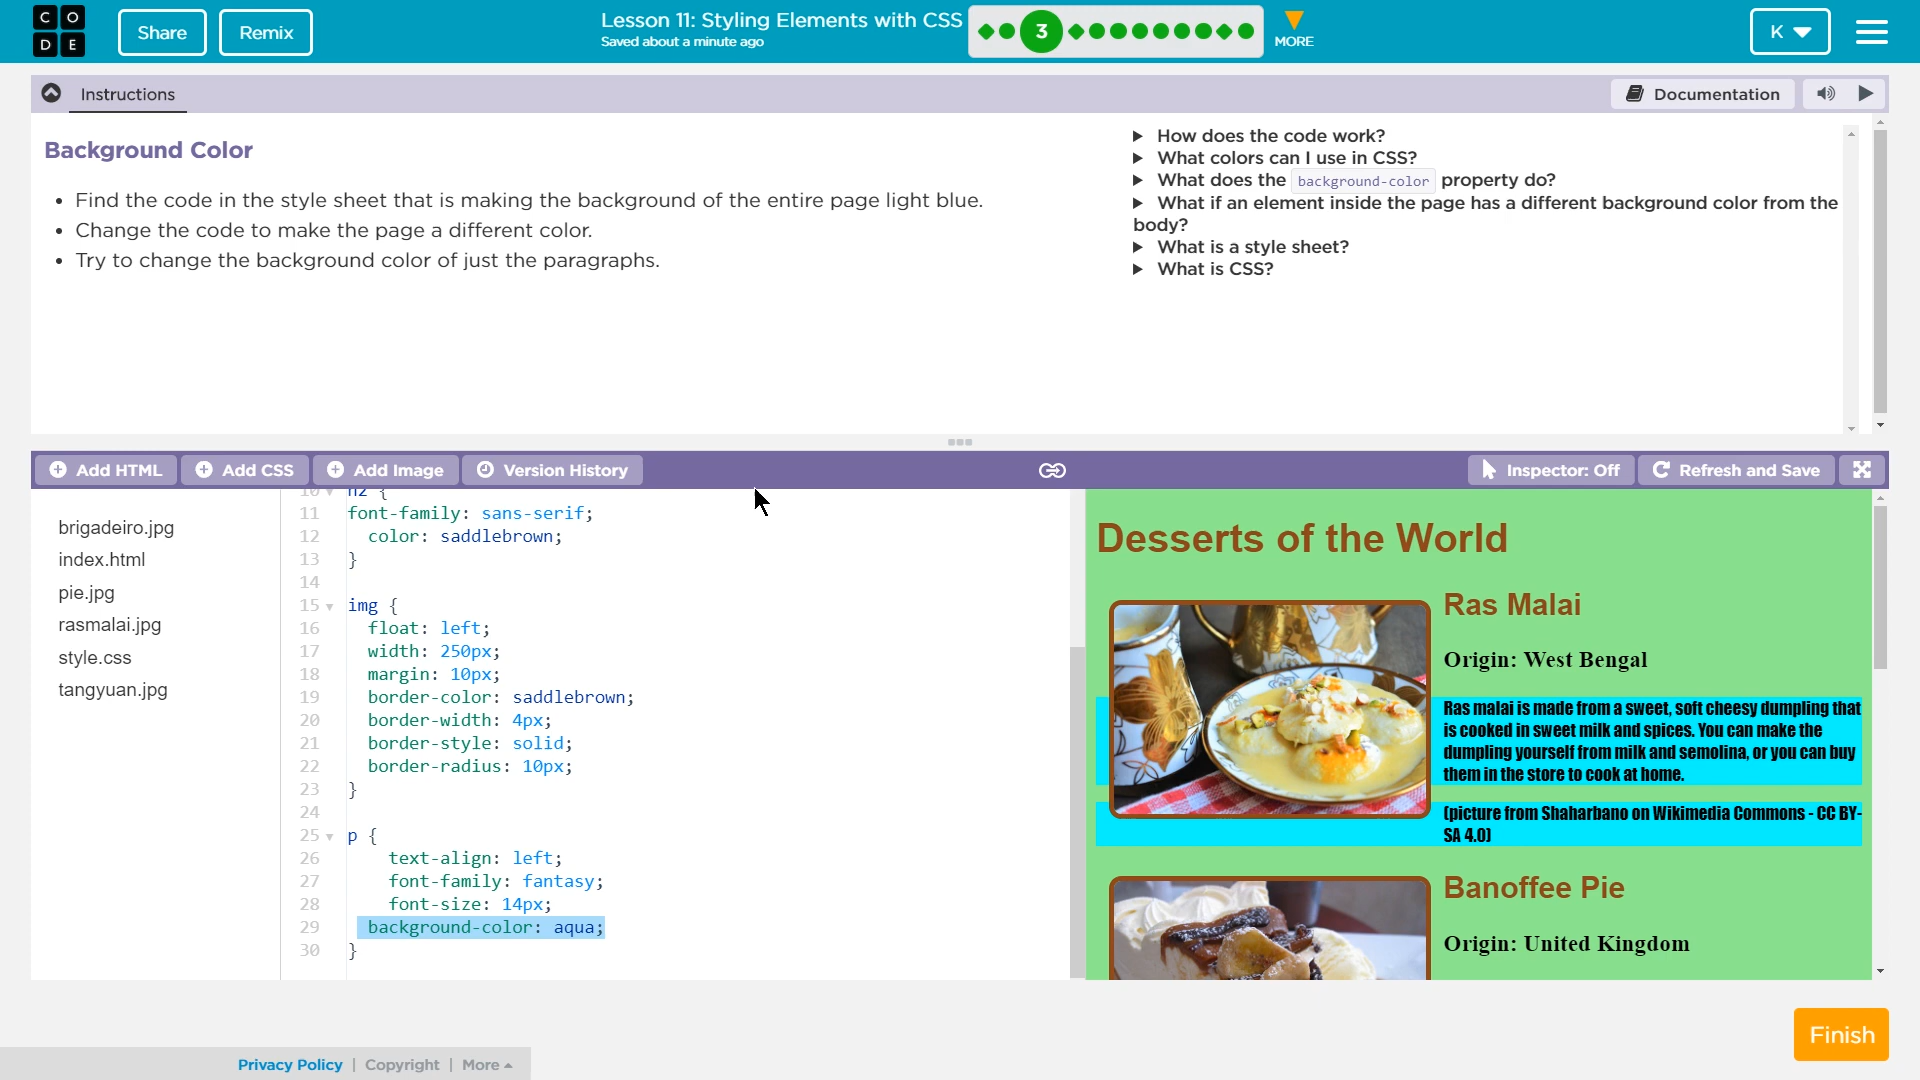 CODE
Share
Remix
Lesson 11: Styling Elements with CSS
Saved about a minute ago
3
MORE
K
Instructions
Documentation
Background Color
• Find the code in the style sheet that is making the background of the entire page light blue.
• Change the code to make the page a different color.
• Try to change the background color of just the paragraphs.
How does the code work?
What colors can I use in CSS?
What does the background-color property do?
What if an element inside the page has a different background color from the
body?
What is a style sheet?
What is CSS?
Add HTML
Add CSS
Add Image
Version History
Inspector: Off
Refresh and Save
brigadeiro.jpg
index.html
pie.jpg
rasmalai.jpg
style.css
tangyuan.jpg
10 h2 {
11 font-family: sans-serif;
12 color: saddlebrown;
13 }
14
15 img {
16 float: left;
17 width: 250px;
18 margin: 10px;
19 border-color: saddlebrown;
20 border-width: 4px;
21 border-style: solid;
22 border-radius: 10px;
23 }
24
25 p {
26 text-align: left;
27 font-family: fantasy;
28 font-size: 14px;
29 background-color: aqua;
30 }
Desserts of the World
Ras Malai
Origin: West Bengal
Ras malai is made from a sweet, soft cheesy dumpling that
is cooked in sweet milk and spices. You can make the
dumpling yourself from milk and semolina, or you can buy
them in the store to cook at home.
(picture from Shaharbano on Wikimedia Commons - CC BY-
SA 4.0)
Banoffee Pie
Origin: United Kingdom
Finish
Privacy Policy | Copyright | More